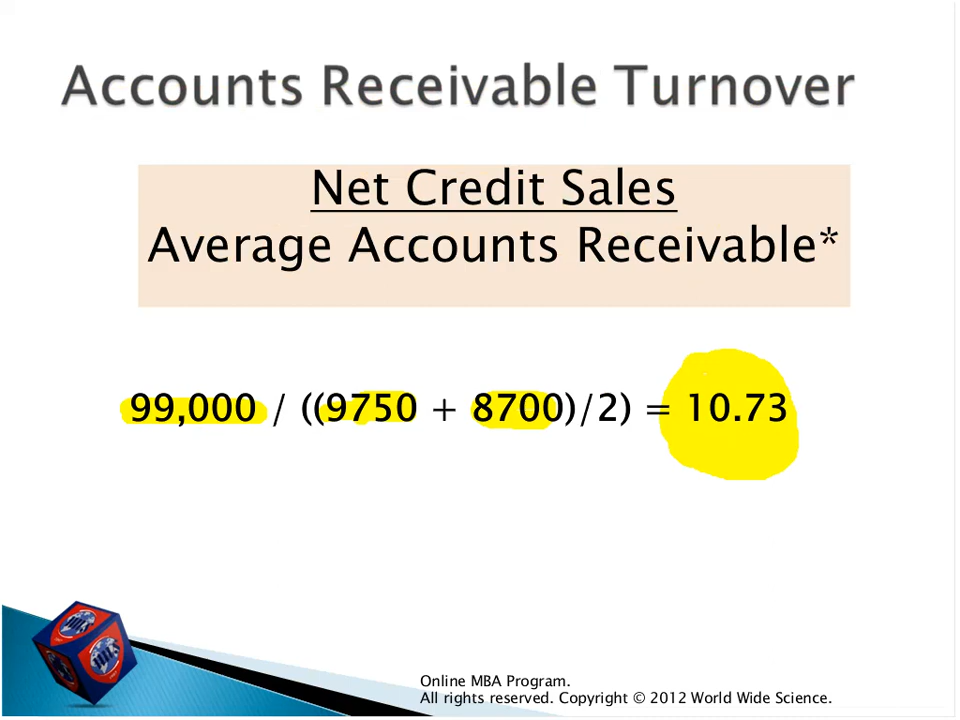 Accounts Receivable Turnover
Net Credit Sales
Average Accounts Receivable*
99,000 / ((9750 + 8700)/2) = 10.73
Online MBA Program.
All rights reserved. Copyright © 2012 World Wide Science.